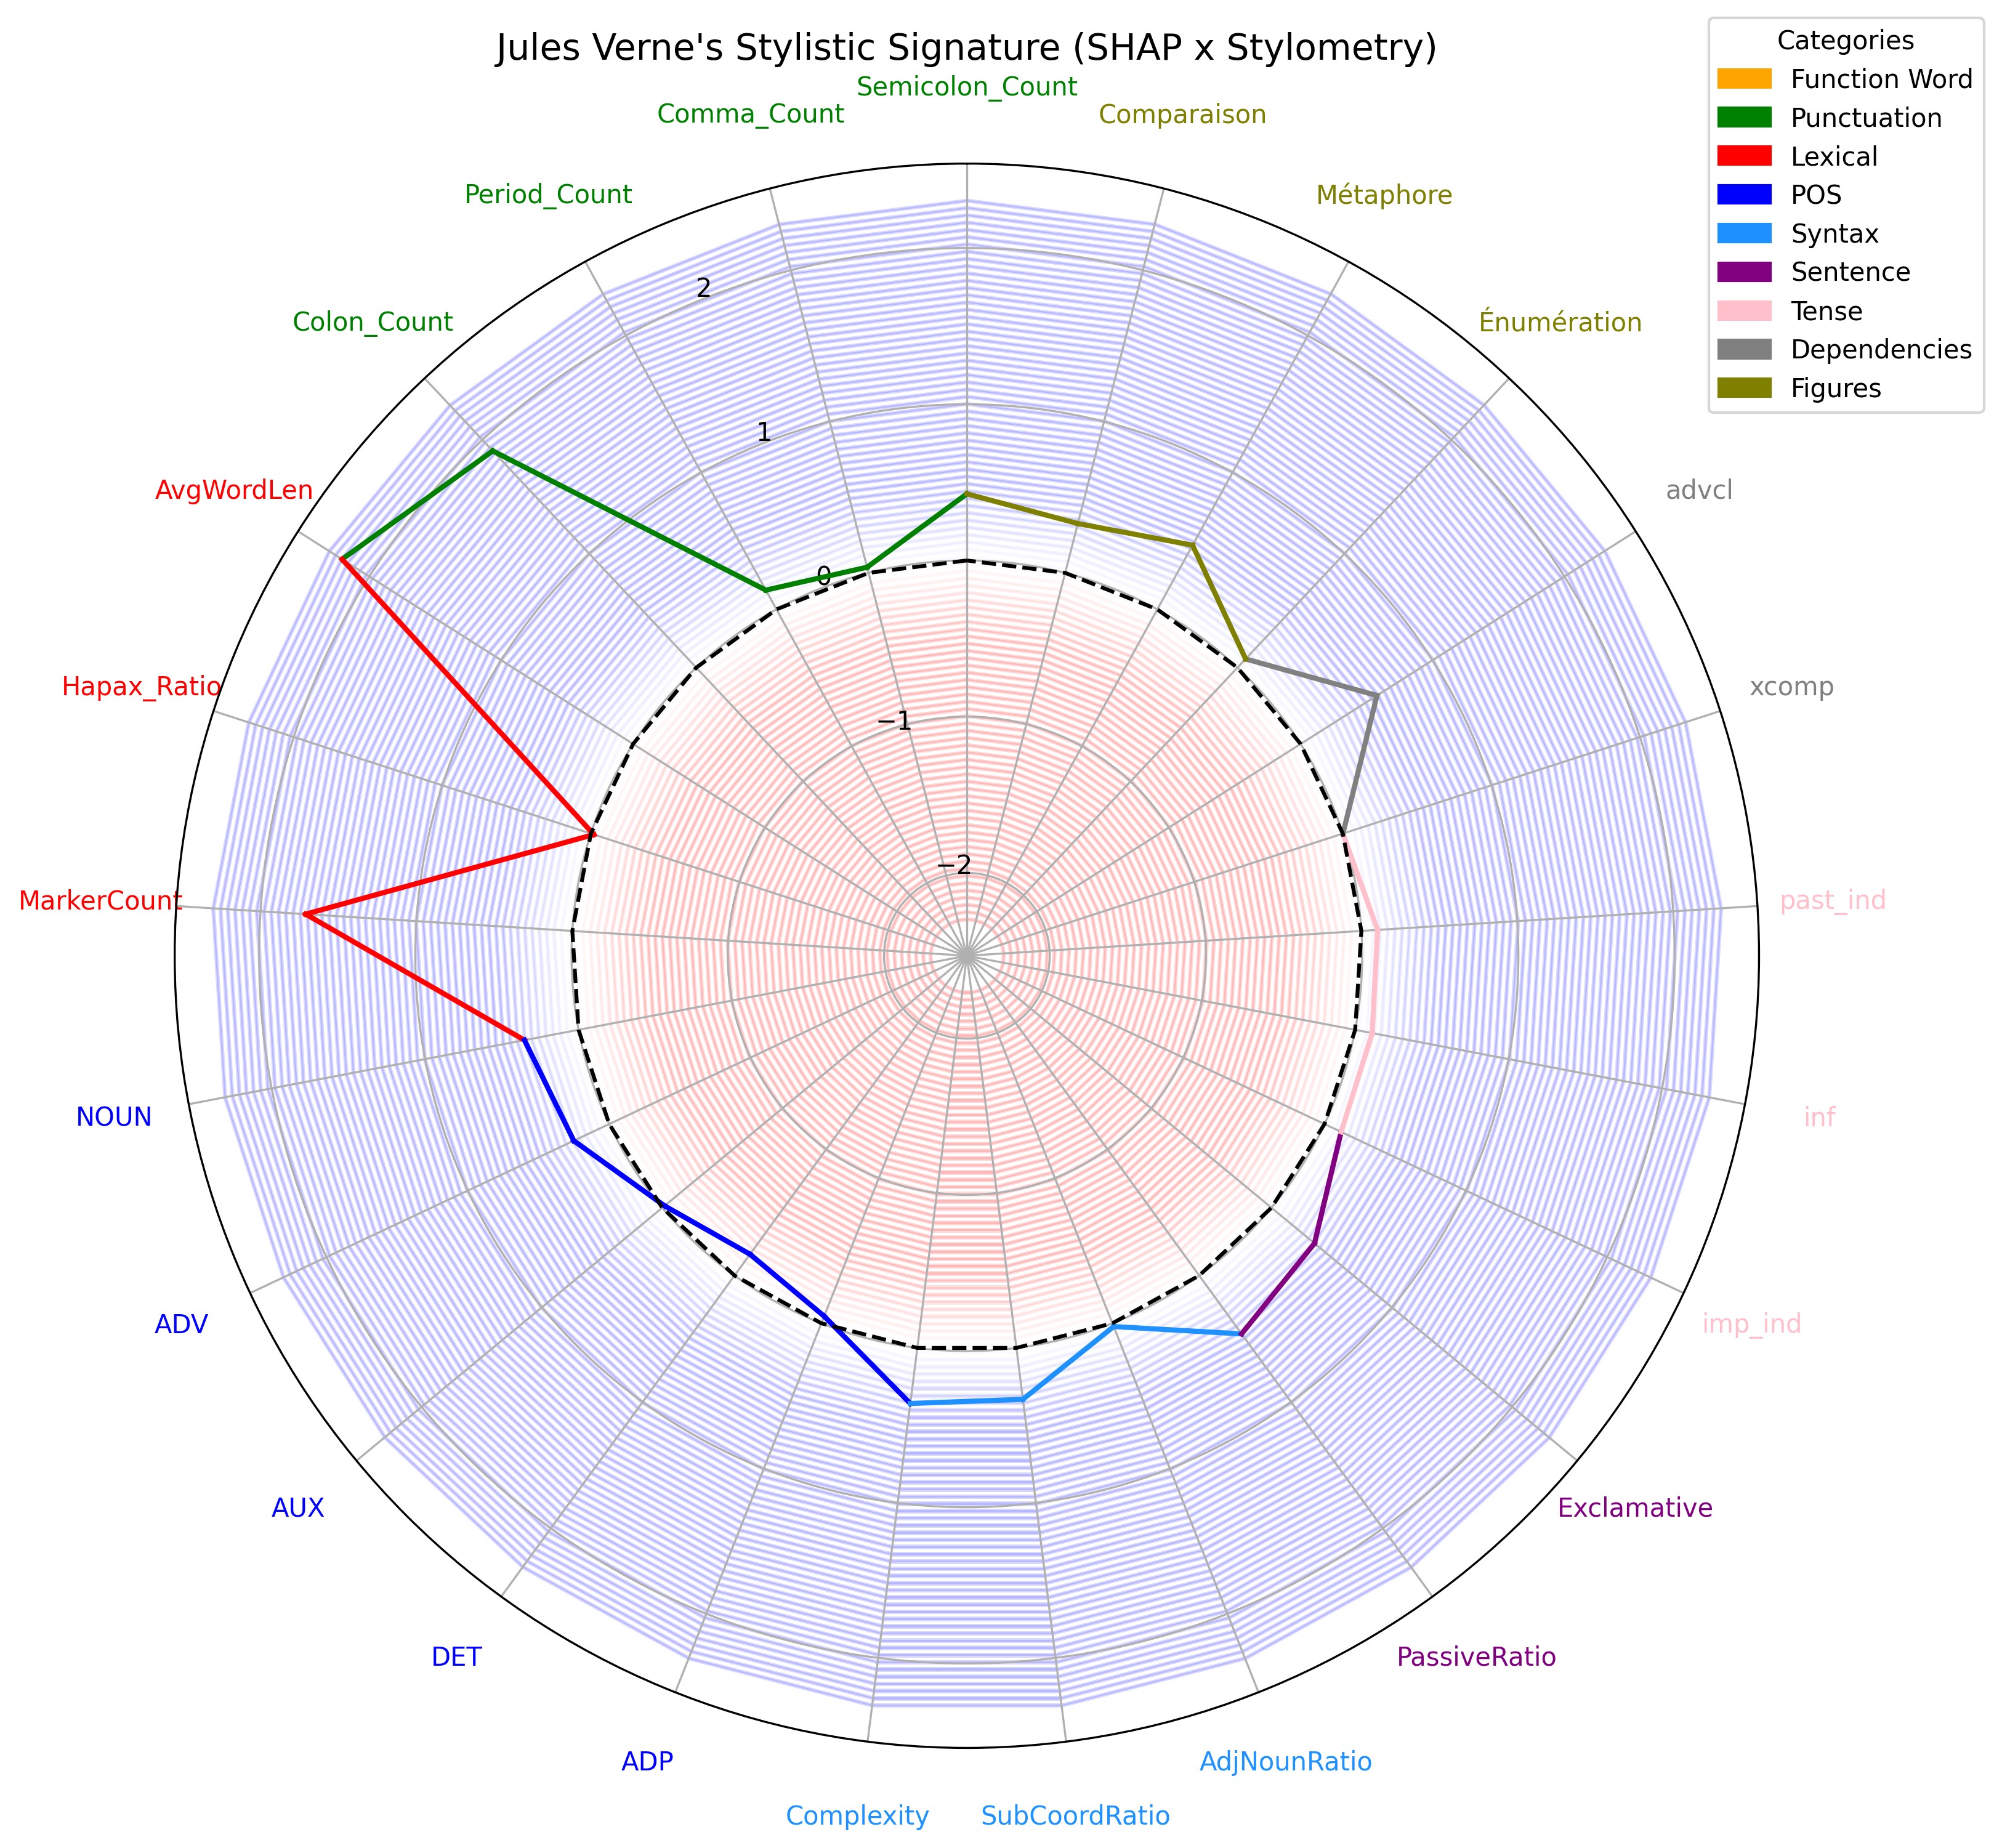 Jules Verne's Stylistic Signature (SHAP x Stylometry)
Categories
Function Word
Punctuation
Lexical
POS
Syntax
Sentence
Tense
Dependencies
Figures
Semicolon_Count
Comparaison
Métaphore
Énumération
advcl
xcomp
past_ind
inf
imp_ind
Exclamative
PassiveRatio
AdjNounRatio
SubCoordRatio
Complexity
ADP
DET
AUX
ADV
NOUN
MarkerCount
Hapax_Ratio
AvgWordLen
Colon_Count
Period_Count
Comma_Count
2
1
0
−1
−2